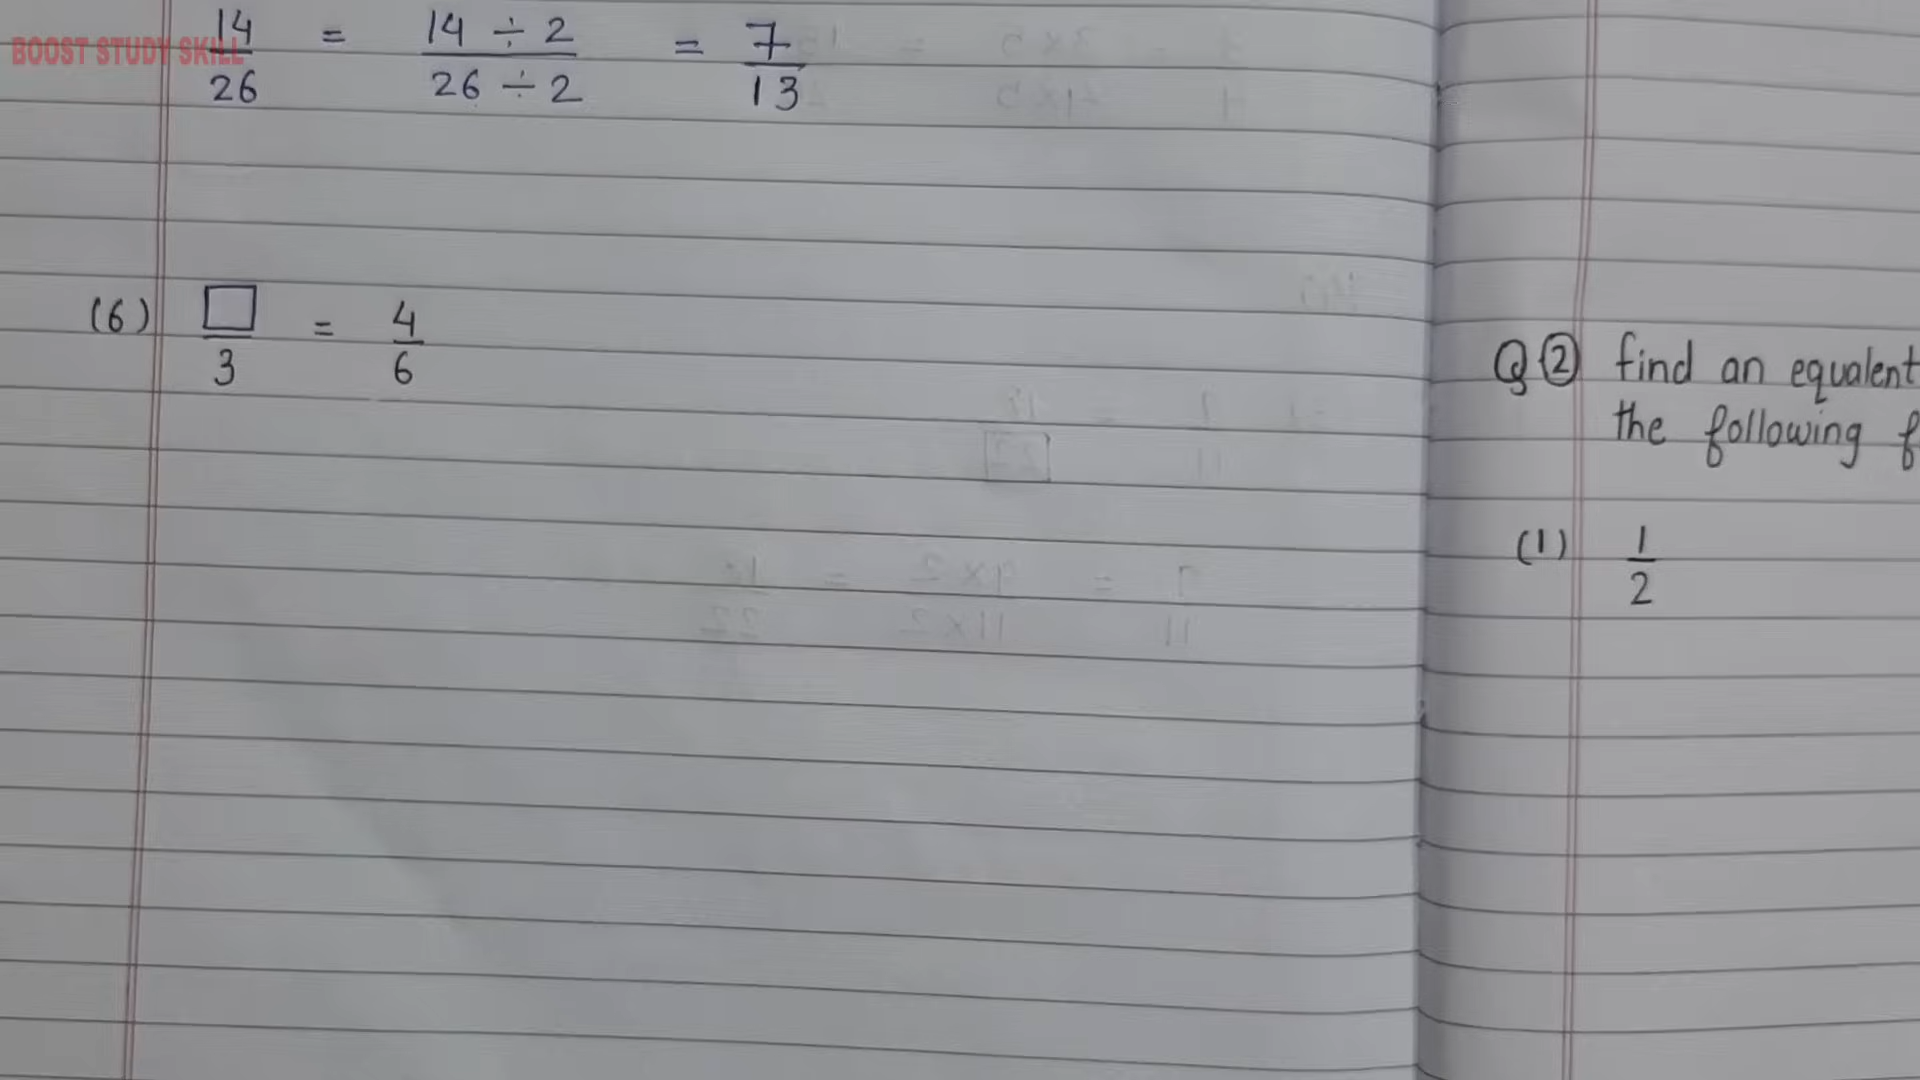 BOOST STUDY SKILL
14/26 = 14 ÷ 2/26 ÷ 2 = 7/13
(6) □/3 = 4/6
Q② find an equalent
the following f
(1) 1/2